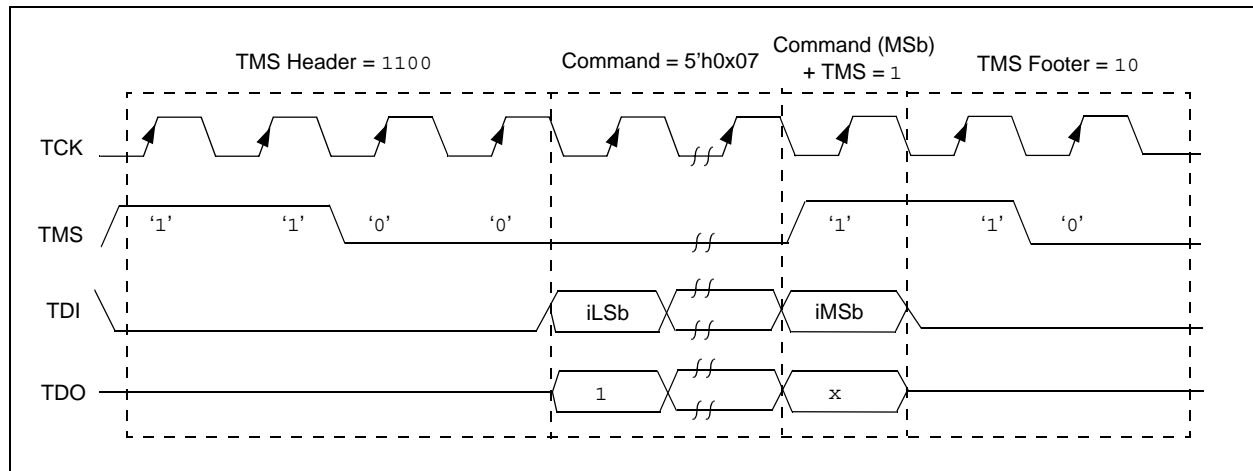 TMS Header = 1100
Command = 5'h0x07
Command (MSb)
+ TMS = 1
TMS Footer = 10
TCK
TMS
‘1’ ‘1’ ‘0’ ‘0’ ‘1’ ‘1’ ‘0’
TDI
iLSb
iMSb
TDO
1
x